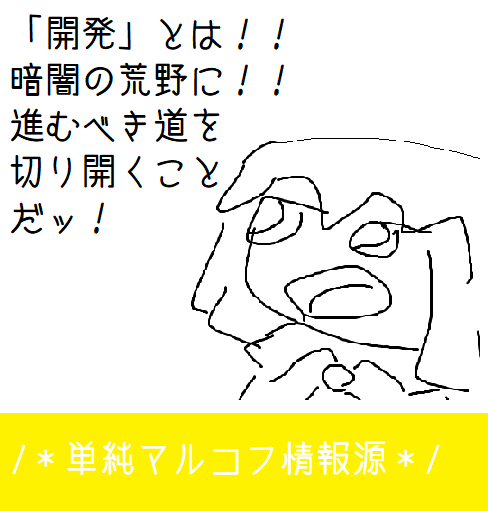 「開発」とは！！
暗闇の荒野に！！
進むべき道を
切り開くこと
だッ！
/＊単純マルコフ情報源＊/